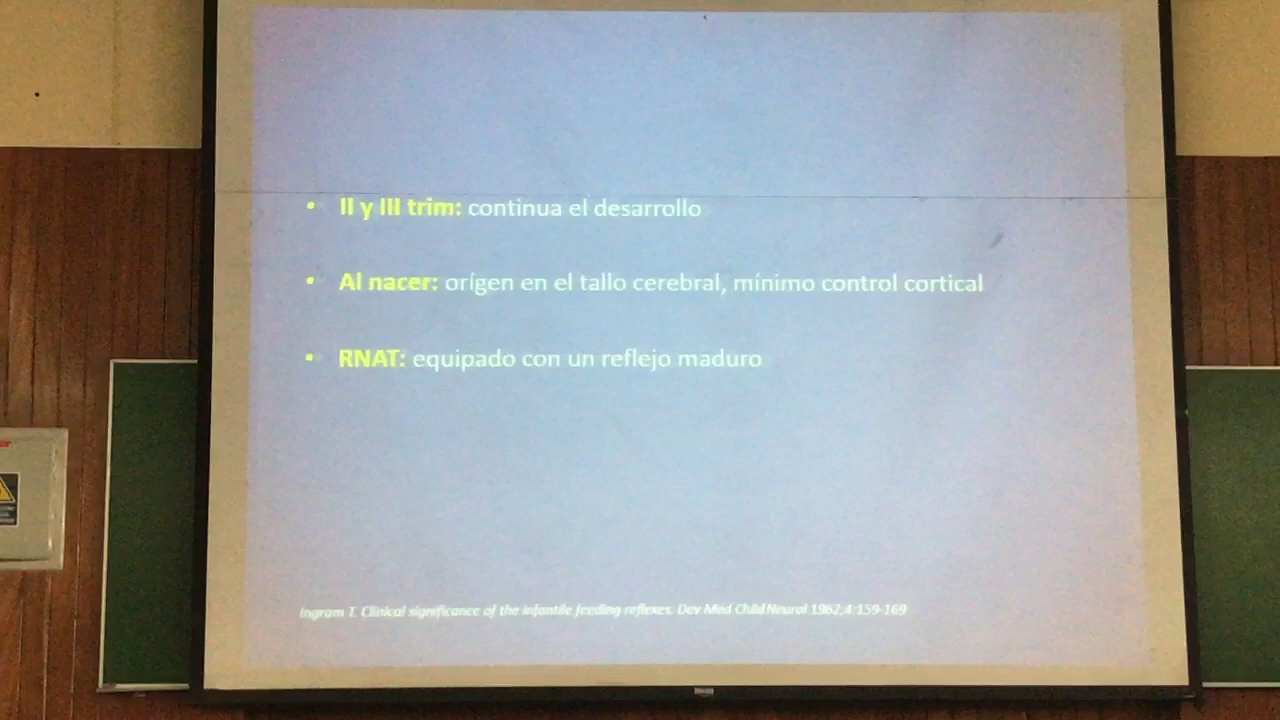 • II y III trim: continua el desarrollo
• Al nacer: orígen en el tallo cerebral, mínimo control cortical
• RNAT: equipado con un reflejo maduro
Ingram T. Clinical significance of the infantile feeding reflexes. Dev Med Child Neurol 1962;4:159-169